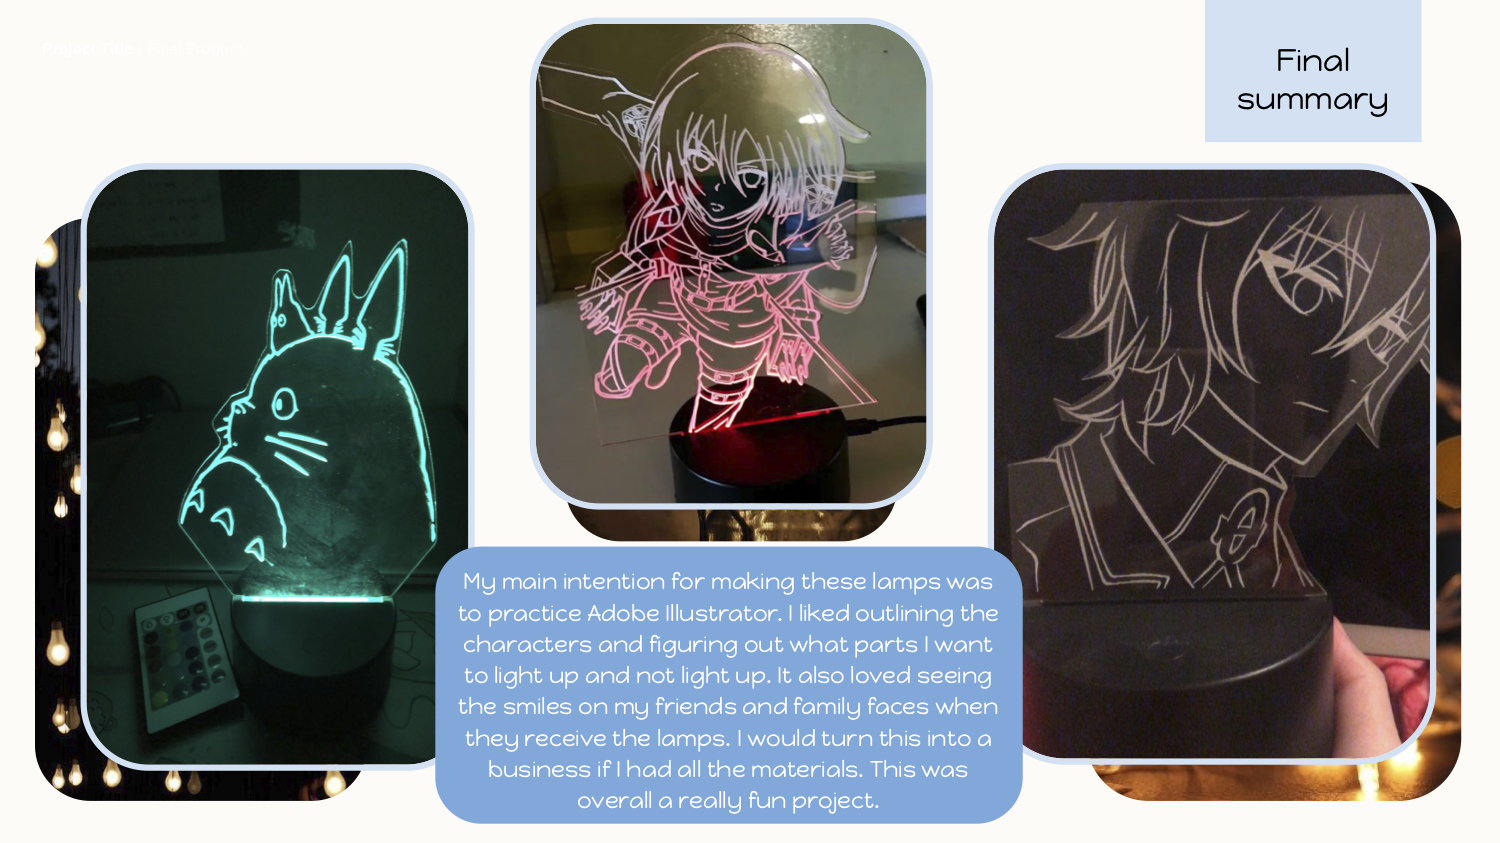 Project Title
Final
summary
My main intention for making these lamps was
to practice Adobe Illustrator. I liked outlining the
characters and figuring out what parts I want
to light up and not light up. It also loved seeing
the smiles on my friends and family faces when
they receive the lamps. I would turn this into a
business if I had all the materials. This was
overall a really fun project.